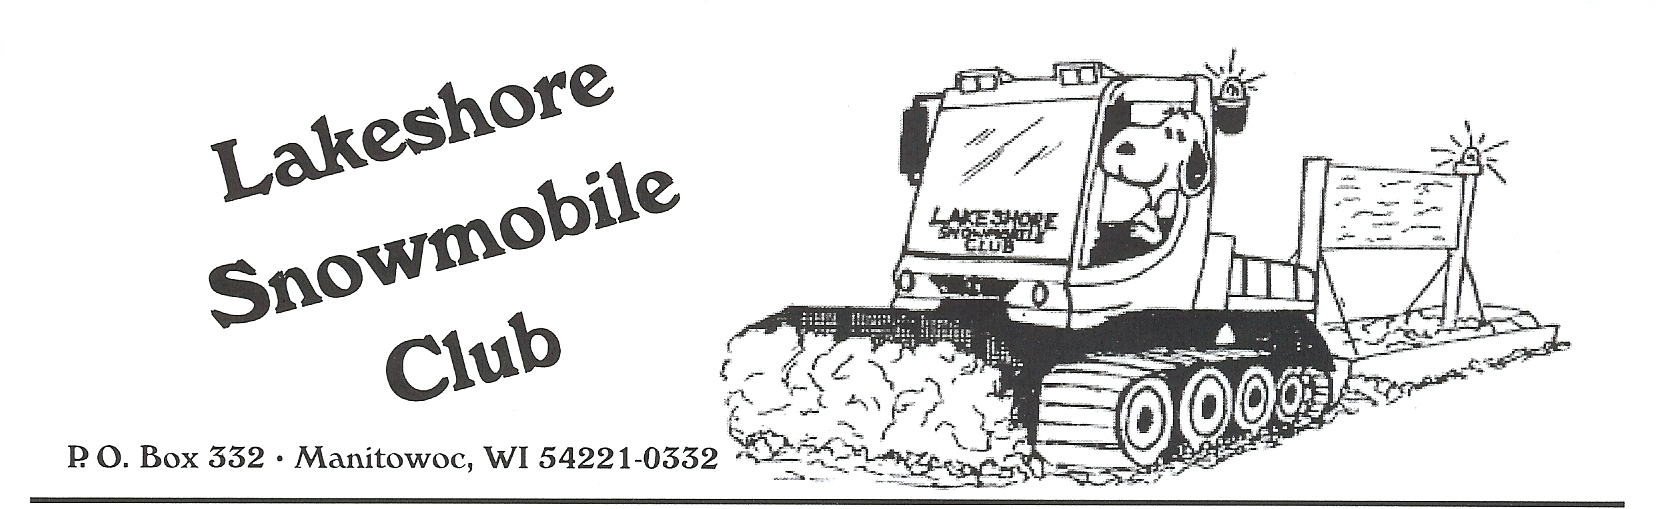 Lakeshore
Snowmobile
Club
P.O. Box 332 · Manitowoc, WI 54221-0332
LAKESHORE
SNOWMOBILE
CLUB